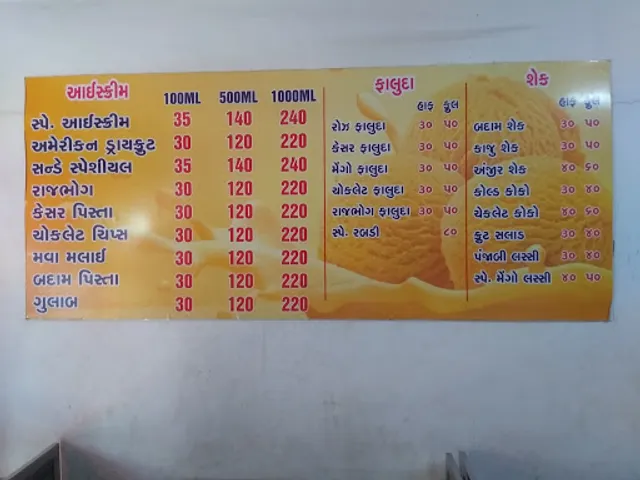 આઈસ્ક્રીમ 100ML 500ML 1000ML
સ્પે. આઈસ્ક્રીમ 35 140 240
અમેરીકન ડ્રાયફ્રુટ 30 120 220
સન્ડે સ્પેશીયલ 35 140 240
રાજભોગ 30 120 220
કેસર પિસ્તા 30 120 220
ચોકલેટ ચિપ્સ 30 120 220
મવા મલાઈ 30 120 220
બદામ પિસ્તા 30 120 220
ગુલાબ 30 120 220
ફાલુદા
હાફ ફુલ
રોઝ ફાલુદા ૩૦ ૫૦
કેસર ફાલુદા ૩૦ ૫૦
મેંગો ફાલુદા ૩૦ ૫૦
ચોકલેટ ફાલુદા ૩૦ ૫૦
રાજભોગ ફાલુદા ૩૦ ૫૦
સ્પે. રબડી ૮૦
શેક
હાફ ફુલ
બદામ શેક ૩૦ ૫૦
કાજુ શેક ૩૦ ૫૦
અંજીર શેક ૪૦ ૬૦
કોલ્ડ કોકો ૩૦ ૪૦
ચેકલેટ કોકો ૪૦ ૬૦
ફ્રુટ સલાડ ૩૦ ૪૦
પંજાબી લસ્સી ૩૦ ૪૦
સ્પે. મેંગો લસ્સી ૪૦ ૫૦